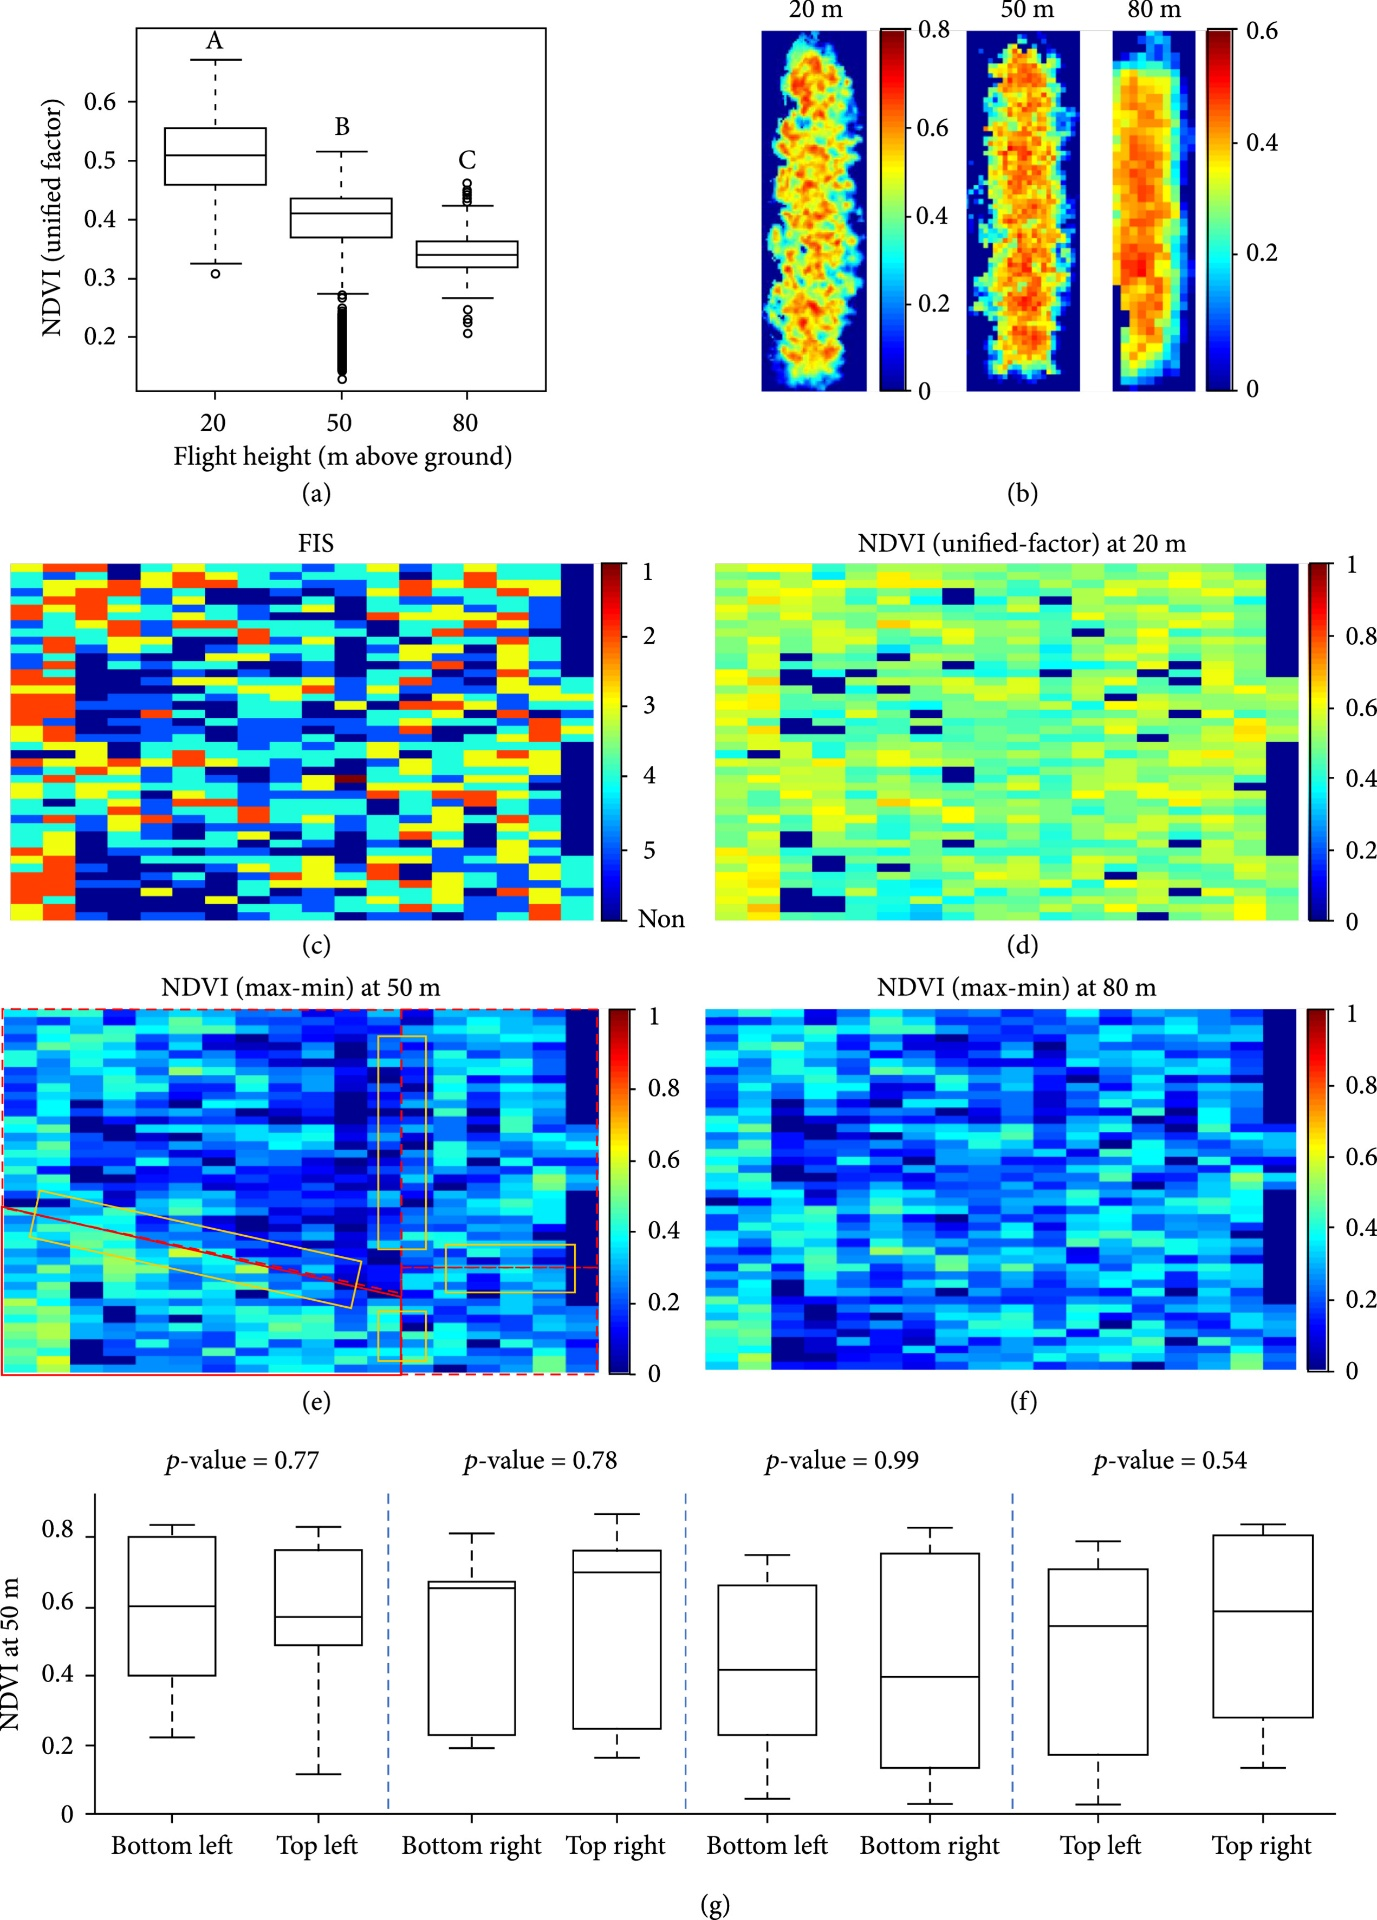 A
B
C
0.6
0.5
0.4
0.3
0.2
NDVI (unified factor)
20
50
80
Flight height (m above ground)
(a)
20 m
50 m
80 m
0.8
0.6
0.4
0.2
0
0.6
0.4
0.2
0
(b)
FIS
1
2
3
4
5
Non
(c)
NDVI (unified-factor) at 20 m
1
0.8
0.6
0.4
0.2
0
(d)
NDVI (max-min) at 50 m
1
0.8
0.6
0.4
0.2
0
(e)
NDVI (max-min) at 80 m
1
0.8
0.6
0.4
0.2
0
(f)
p-value = 0.77
p-value = 0.78
p-value = 0.99
p-value = 0.54
NDVI at 50 m
0.8
0.6
0.4
0.2
0
Bottom left
Top left
Bottom right
Top right
Bottom left
Bottom right
Top left
Top right
(g)